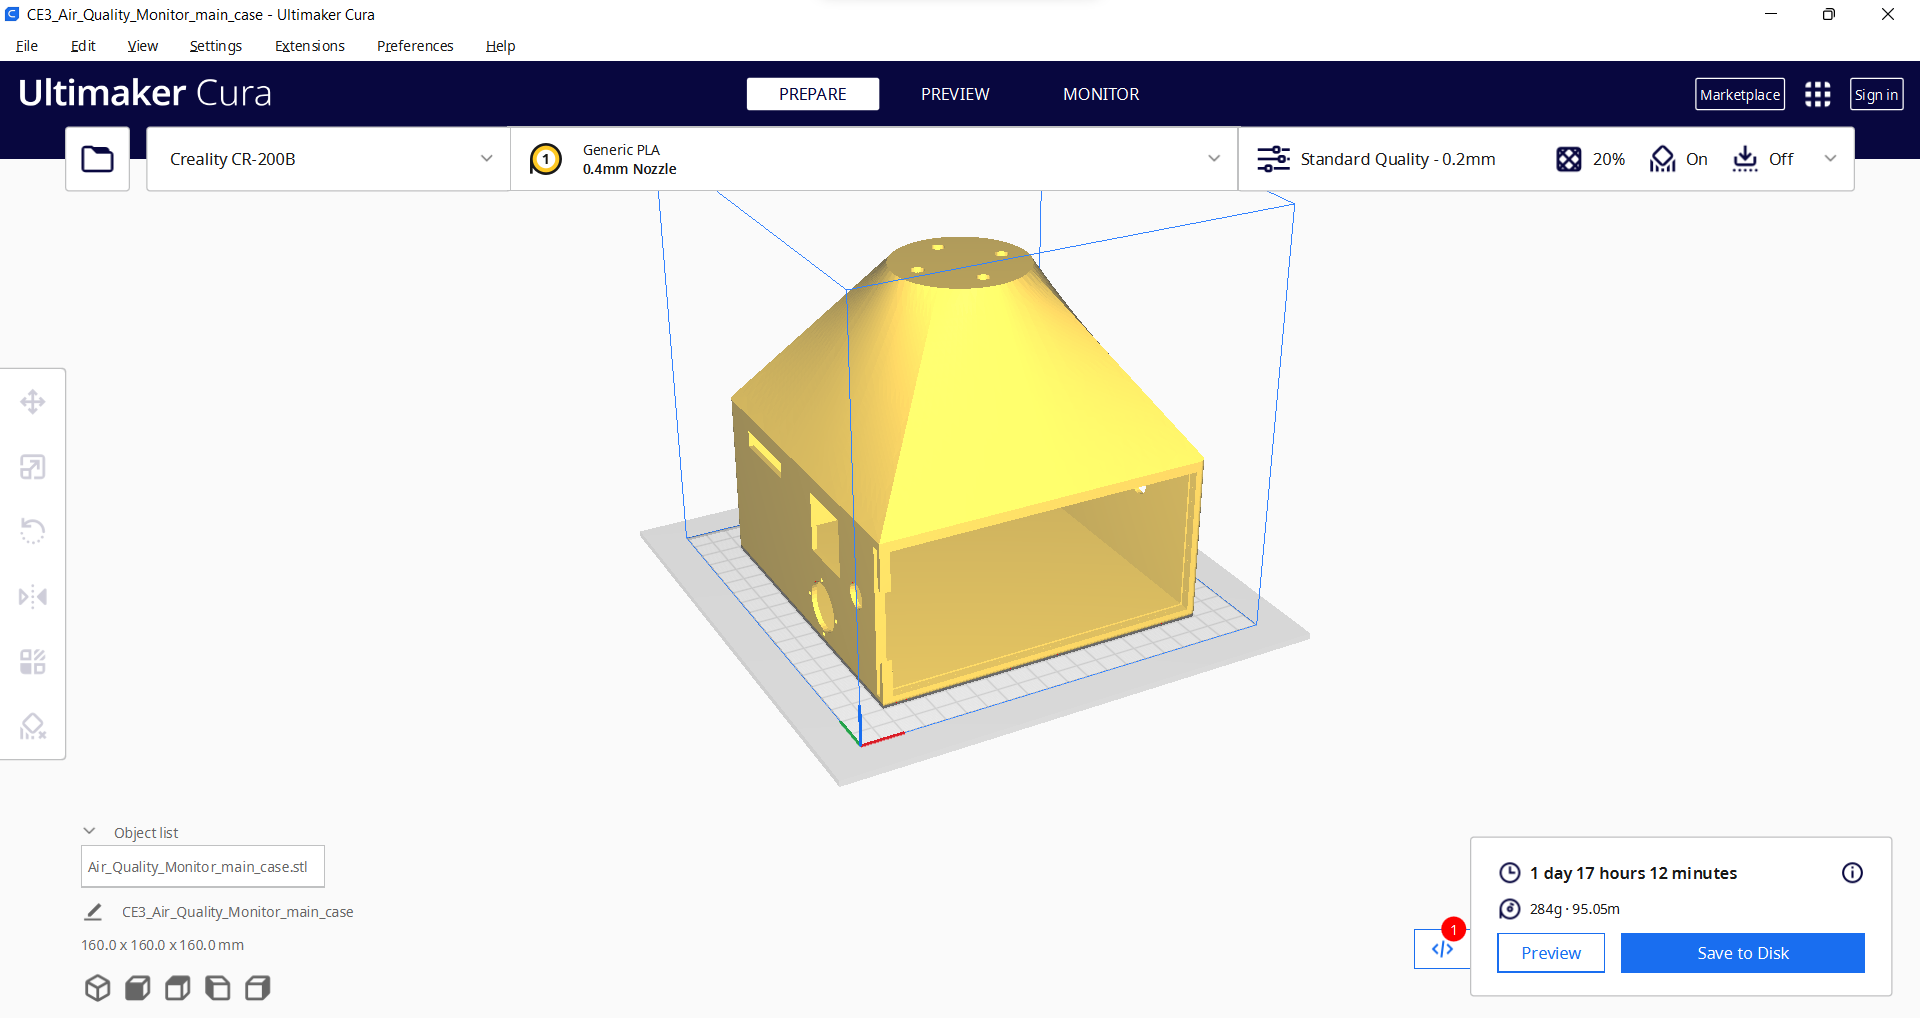 CE3_Air_Quality_Monitor_main_case - Ultimaker Cura
File Edit View Settings Extensions Preferences Help
Ultimaker Cura
PREPARE PREVIEW MONITOR
Marketplace Sign in
Creality CR-200B
1
Generic PLA
0.4mm Nozzle
Standard Quality - 0.2mm 20% On Off
Object list
Air_Quality_Monitor_main_case.stl
CE3_Air_Quality_Monitor_main_case
160.0 x 160.0 x 160.0 mm
1 day 17 hours 12 minutes
284g · 95.05m
1
Preview Save to Disk